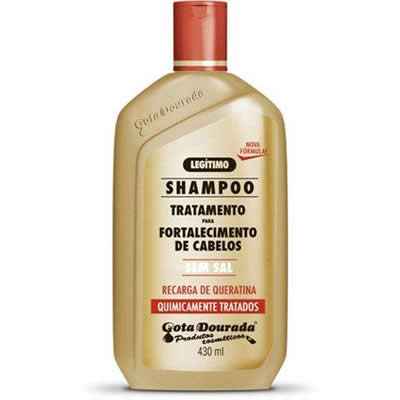 Gota Dourada
NOVA
FÓRMULA!
LEGÍTIMO
SHAMPOO
TRATAMENTO
PARA
FORTALECIMENTO
DE CABELOS
SEM SAL
RECARGA DE QUERATINA
QUIMICAMENTE TRATADOS
Gota Dourada
Produtos cosméticos
430 ml